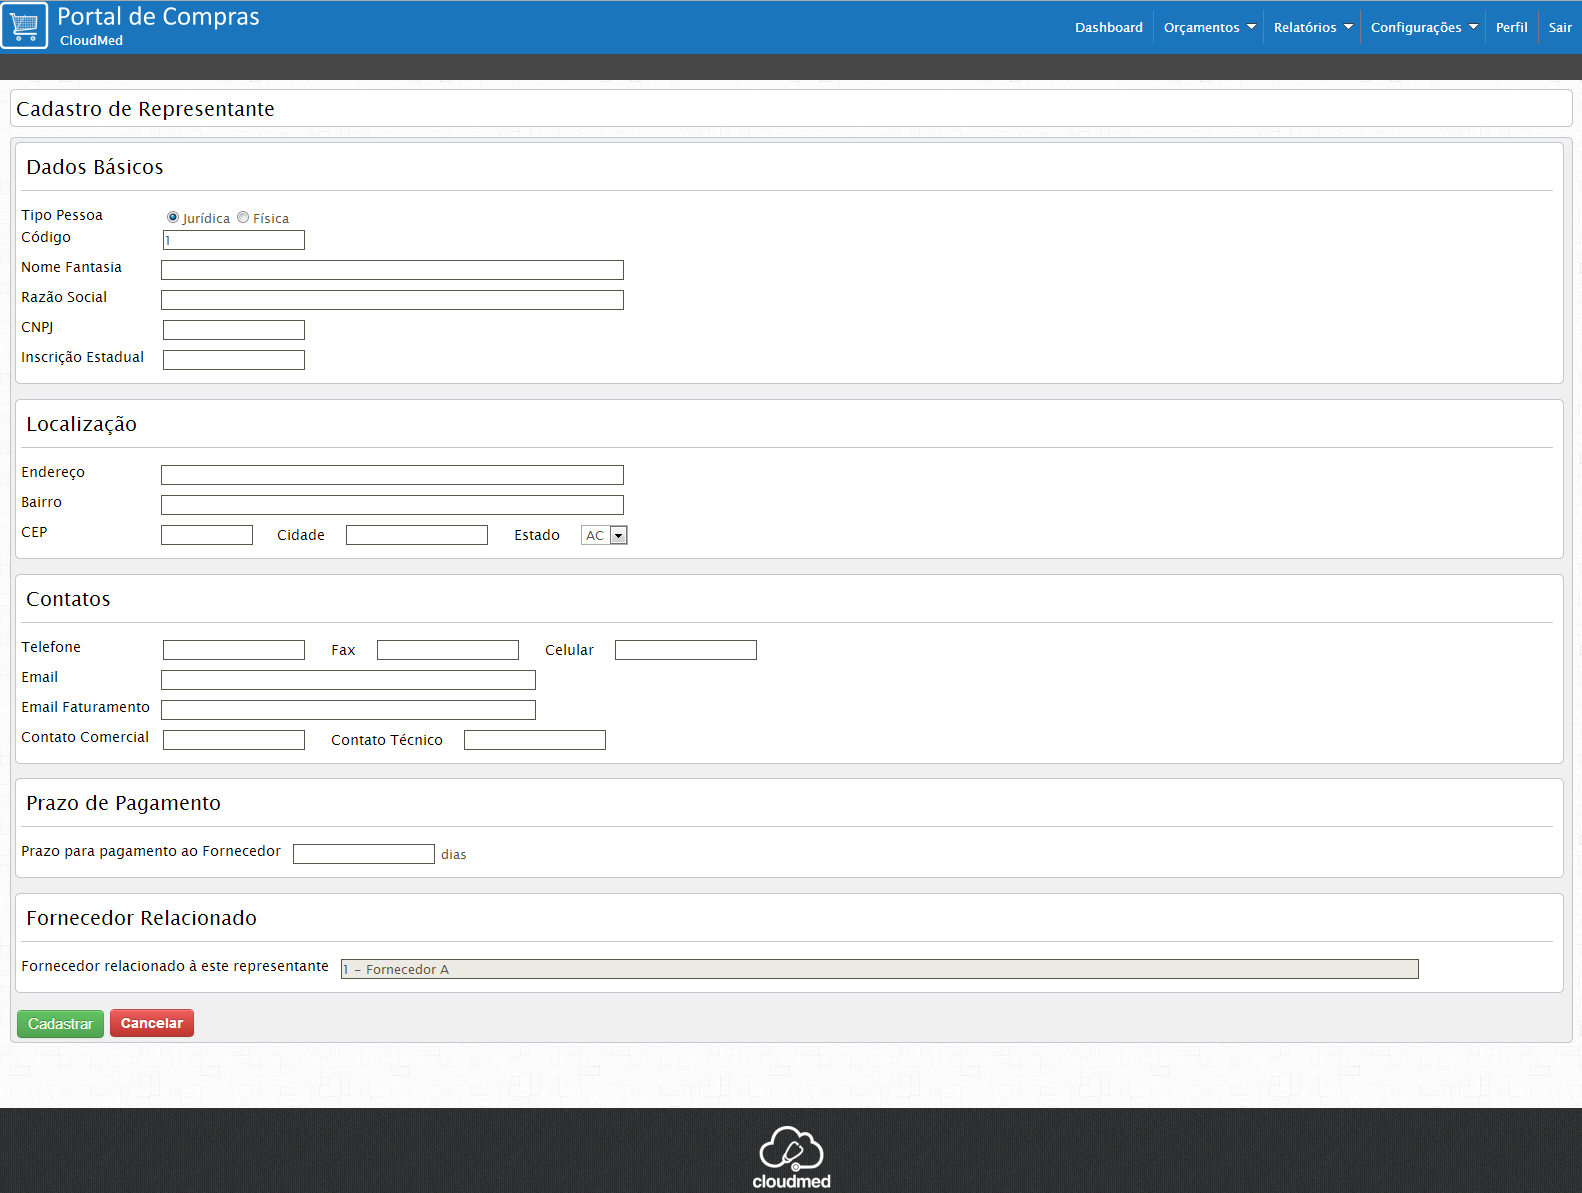 Portal de Compras
CloudMed
Dashboard Orçamentos Relatórios Configurações Perfil Sair
Cadastro de Representante
Dados Básicos
Tipo Pessoa Jurídica Física
Código 1
Nome Fantasia
Razão Social
CNPJ
Inscrição Estadual
Localização
Endereço
Bairro
CEP Cidade Estado AC
Contatos
Telefone Fax Celular
Email
Email Faturamento
Contato Comercial Contato Técnico
Prazo de Pagamento
Prazo para pagamento ao Fornecedor dias
Fornecedor Relacionado
Fornecedor relacionado à este representante 1 - Fornecedor A
Cadastrar Cancelar
cloudmed